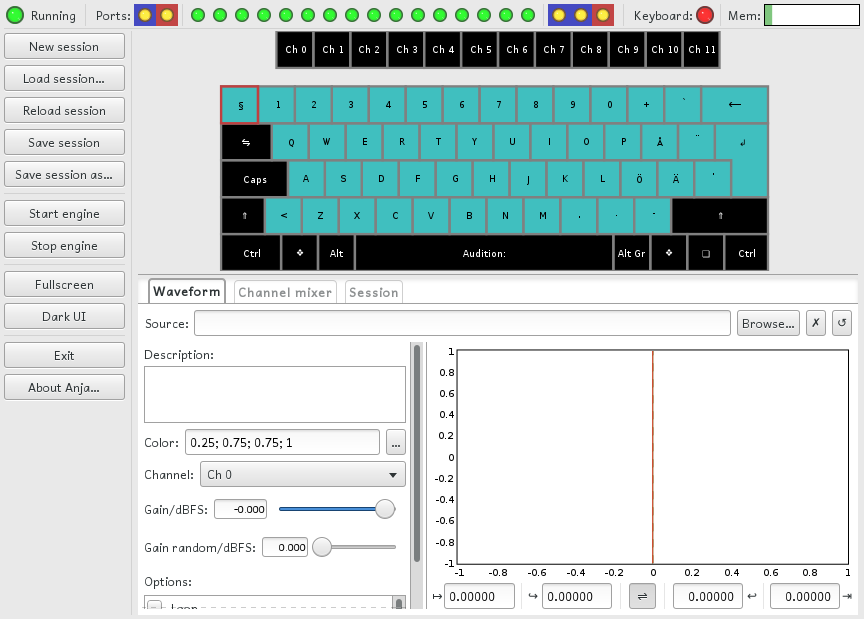 Running Ports: Keyboard: Mem:
New session
Load session...
Reload session
Save session
Save session as...
Start engine
Stop engine
Fullscreen
Dark UI
Exit
About Anja...
Ch 0 Ch 1 Ch 2 Ch 3 Ch 4 Ch 5 Ch 6 Ch 7 Ch 8 Ch 9 Ch 10 Ch 11
§ 1 2 3 4 5 6 7 8 9 0 + ` ←
⇋ Q W E R T Y U I O P Å ¨ ↲
Caps A S D F G H J K L Ö Ä '
⇑ < Z X C V B N M , . - ⇑
Ctrl ❖ Alt Audition: Alt Gr ❖ ❏ Ctrl
Waveform Channel mixer Session
Source: Browse... ✗ ↺
Description:
Color: 0.25; 0.75; 0.75; 1 ...
Channel: Ch 0
Gain/dBFS: -0.000
Gain random/dBFS: 0.000
Options:
Loop
1
0.8
0.6
0.4
0.2
0
-0.2
-0.4
-0.6
-0.8
-1
-1 -0.8 -0.6 -0.4 -0.2 0 0.2 0.4 0.6 0.8 1
↦ 0.00000 ↪ 0.00000 ⇌ 0.00000 ↩ 0.00000 ⇥